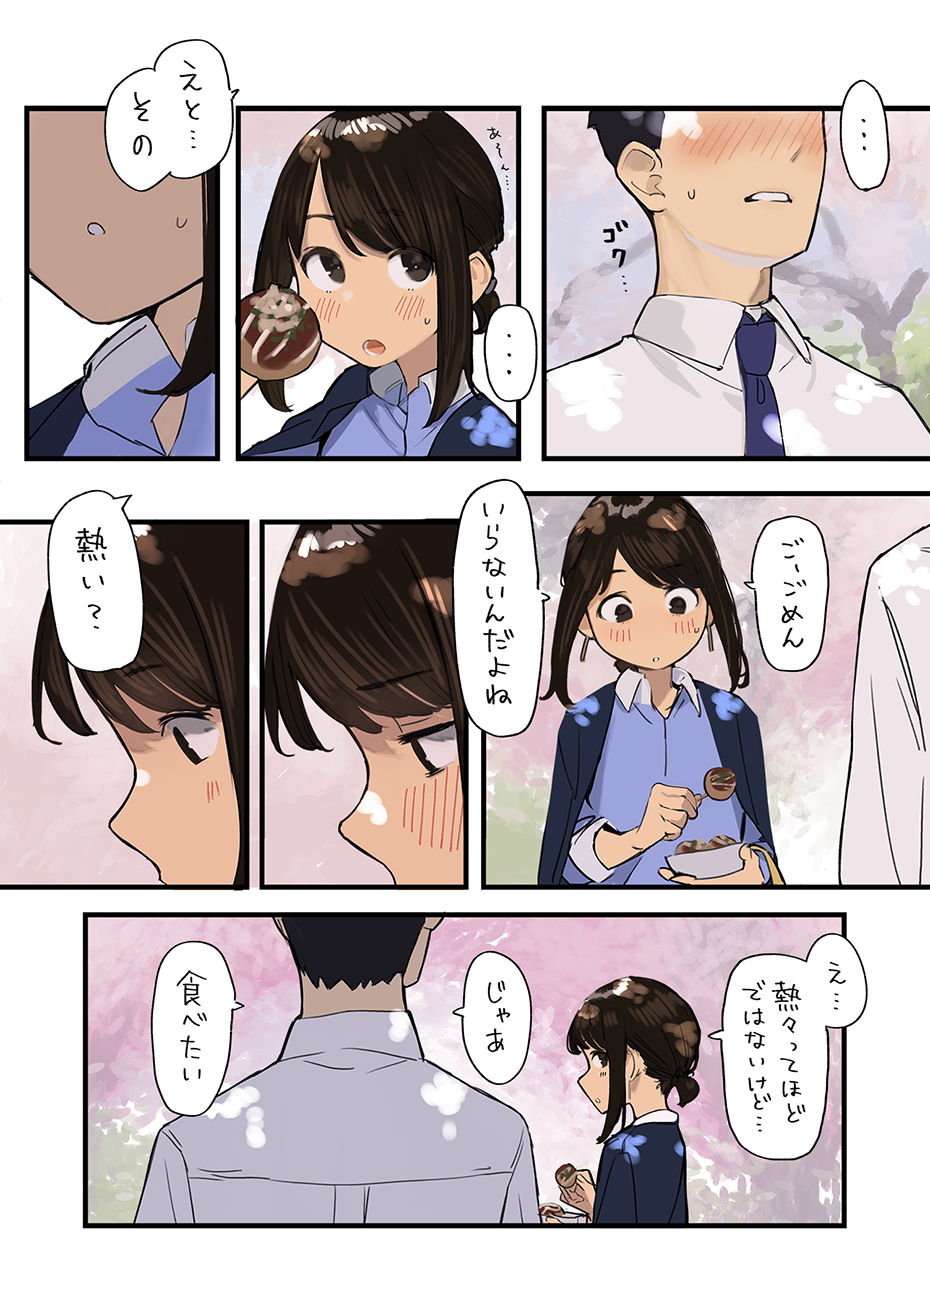 ・・・
ゴク…
あーん…
・・・
えと…
その
ごーごめん
いらないんだよね
熱い？
え…
熱々ってほど
ではないけど…
じゃあ
食べたい